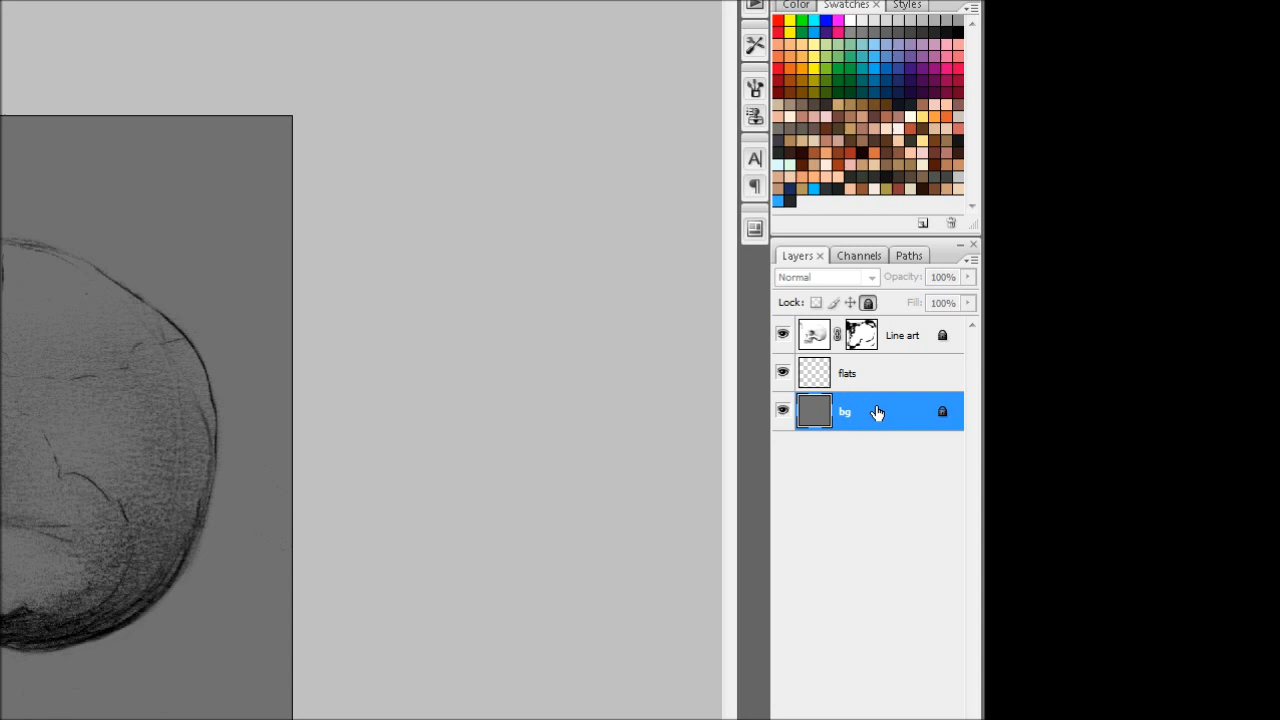 Color Swatches × Styles
Layers × Channels Paths
Normal Opacity: 100%
Lock: Fill: 100%
Line art
flats
bg